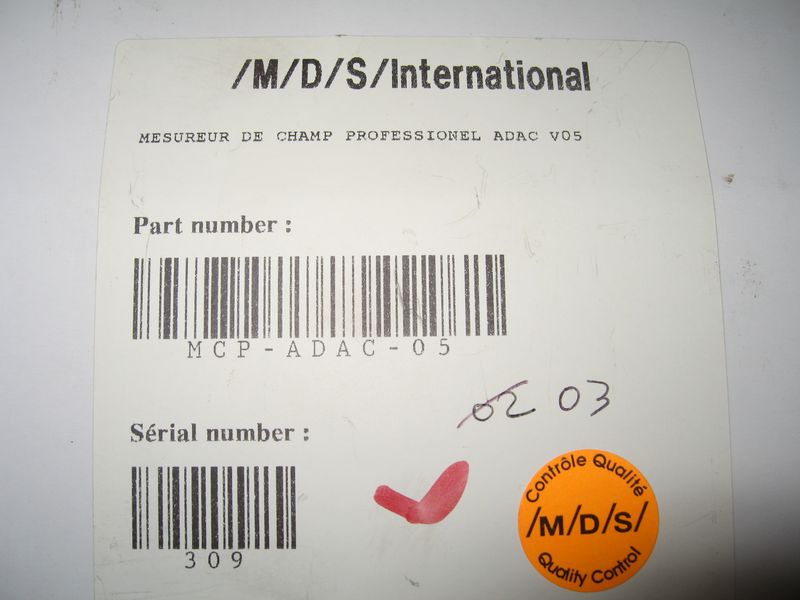 /M/D/S/International
MESUREUR DE CHAMP PROFESSIONEL ADAC V05
Part number :
MCP-ADAC-05
02 03
Sérial number :
309
Contrôle Qualité
/M/D/S/
Quality Control